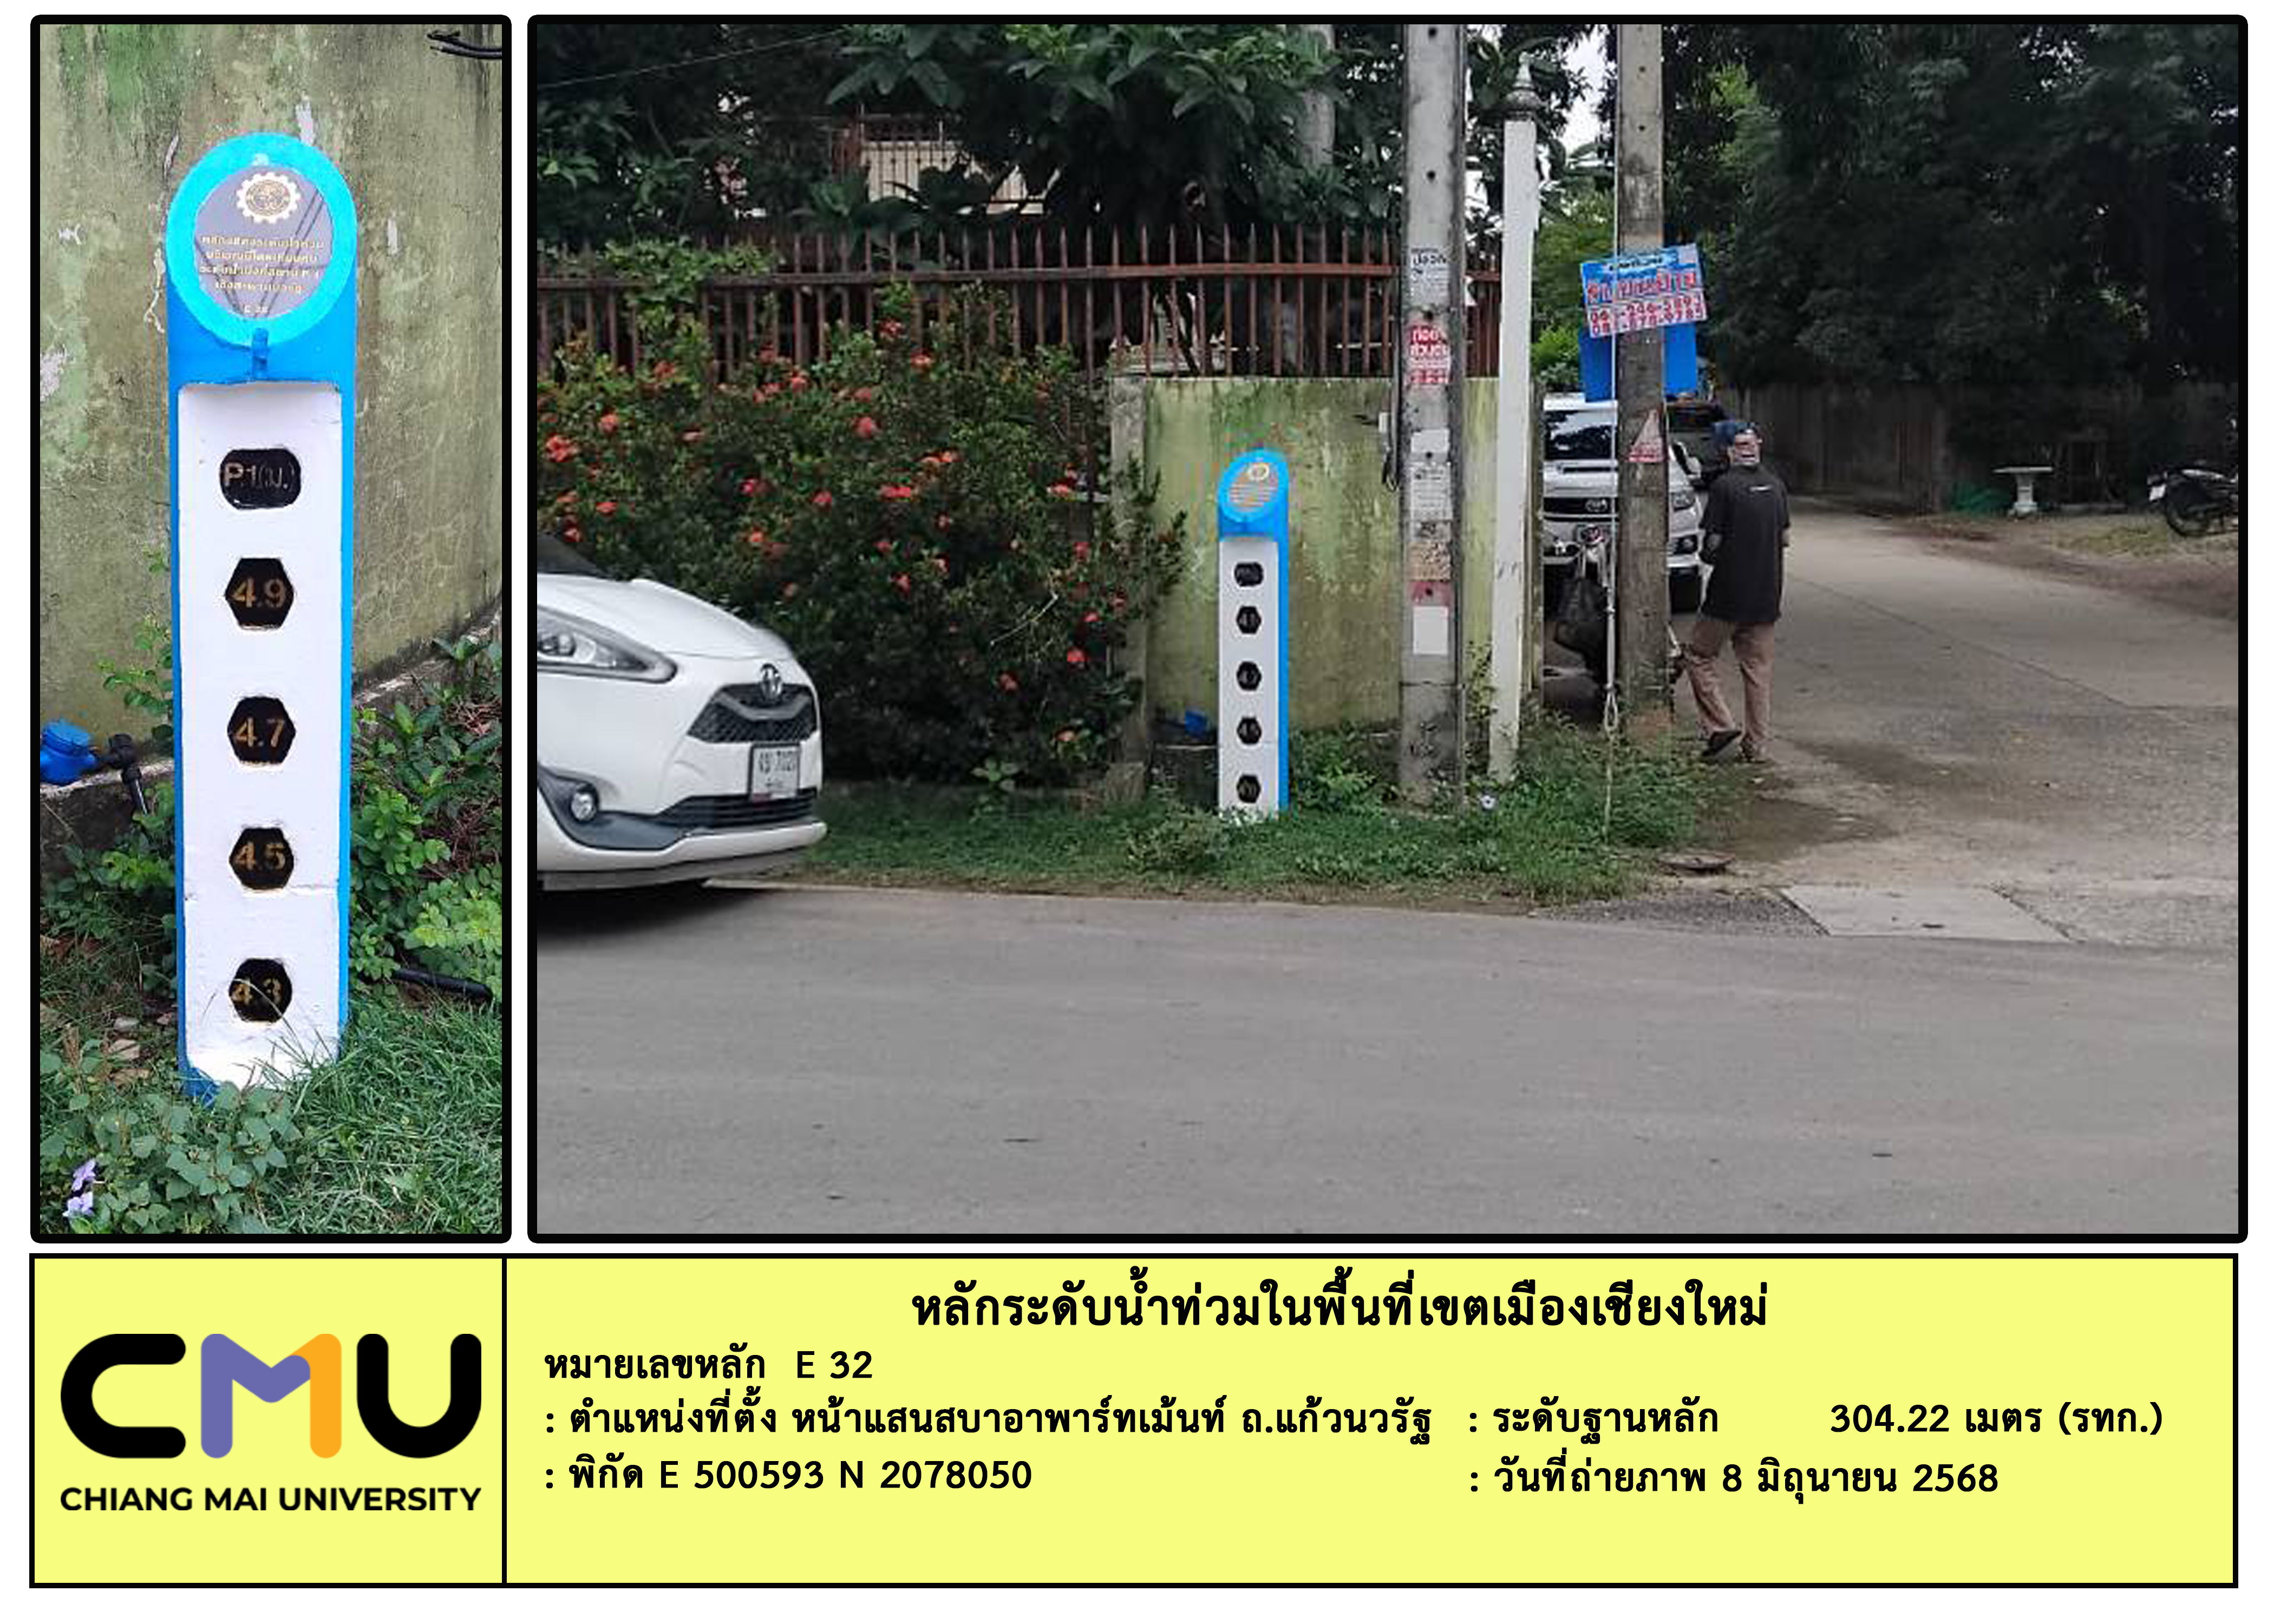 P.1(ม.)
4.9
4.7
4.5
4.3
CMU
CHIANG MAI UNIVERSITY
หลักระดับน้ำท่วมในพื้นที่เขตเมืองเชียงใหม่
หมายเลขหลัก E 32
: ตำแหน่งที่ตั้ง หน้าแสนสบาอาพาร์ทเม้นท์ ถ.แก้วนวรัฐ : ระดับฐานหลัก 304.22 เมตร (รทก.)
: พิกัด E 500593 N 2078050 : วันที่ถ่ายภาพ 8 มิถุนายน 2568